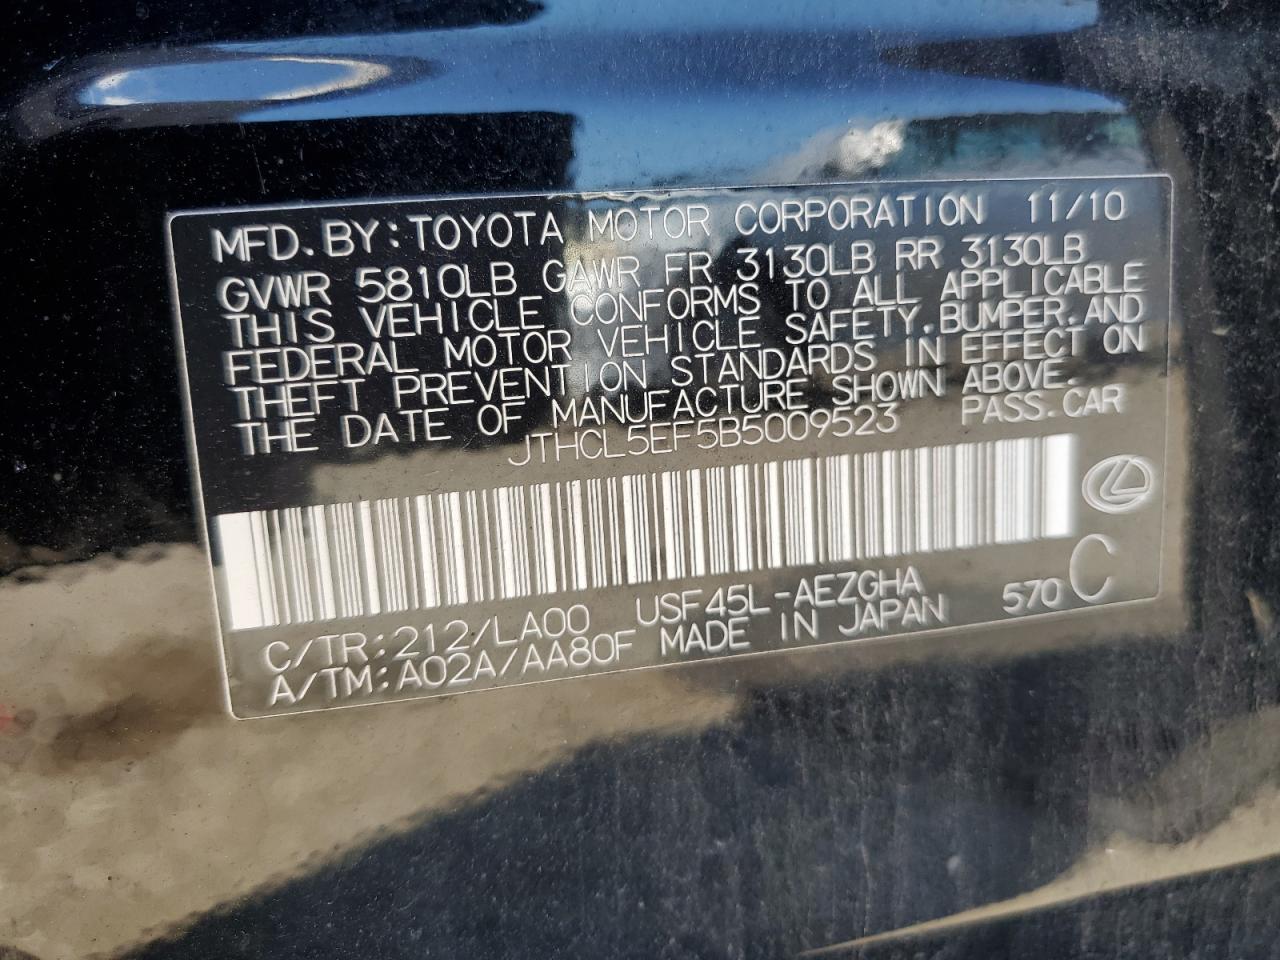 MFD.BY:TOYOTA MOTOR CORPORATION 11/10
GVWR 5810LB GAWR FR 3130LB RR 3130LB
THIS VEHICLE CONFORMS TO ALL APPLICABLE
FEDERAL MOTOR VEHICLE SAFETY,BUMPER,AND
THEFT PREVENTION STANDARDS IN EFFECT ON
THE DATE OF MANUFACTURE SHOWN ABOVE.
JTHCL5EF5B5009523 PASS.CAR
C/TR:212/LA00 USF45L-AEZGHA 570 C
A/TM:A02A/AA80F MADE IN JAPAN